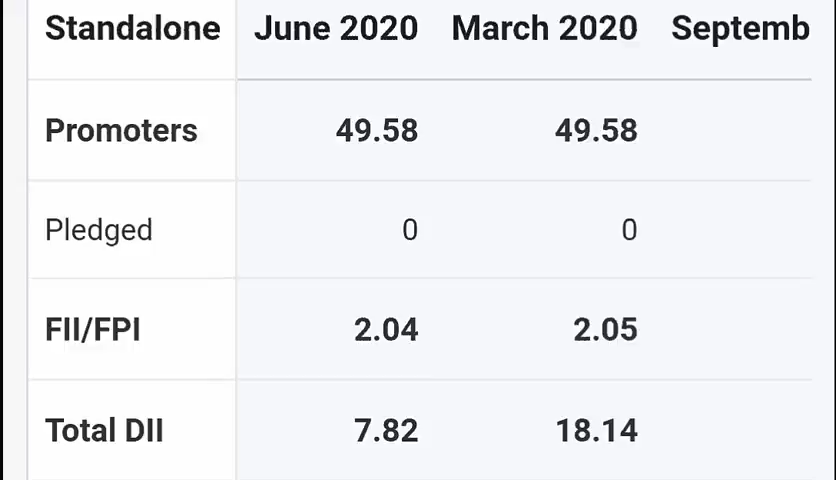 Standalone June 2020 March 2020 Septemb
Promoters 49.58 49.58
Pledged 0 0
FII/FPI 2.04 2.05
Total DII 7.82 18.14